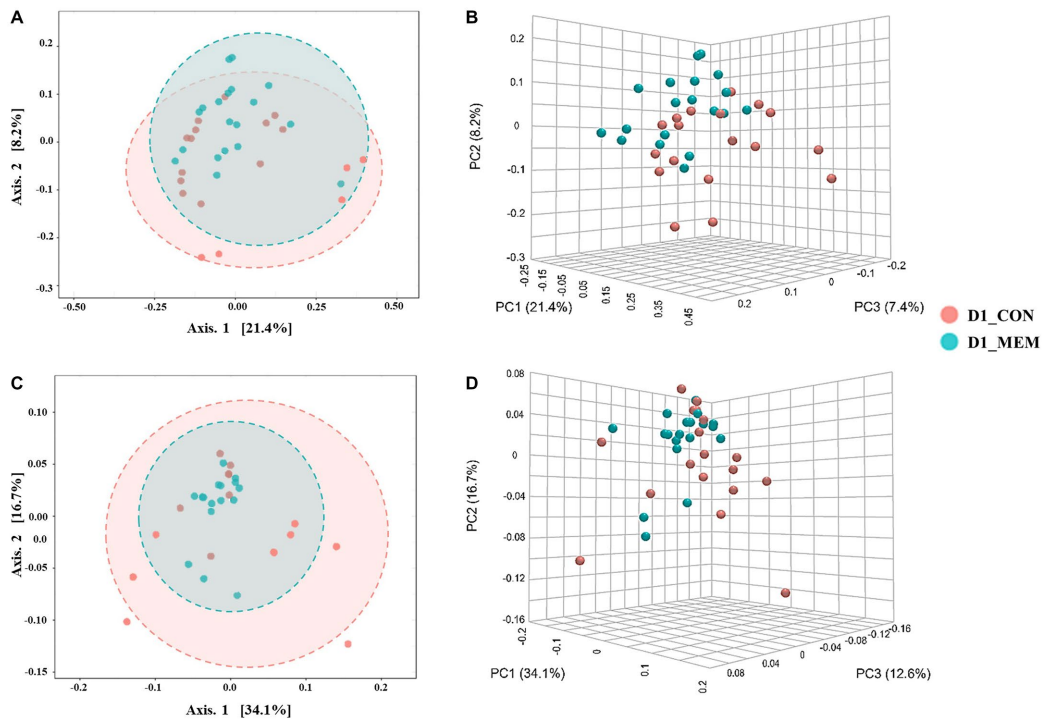 A
0.2
0.1
0.0
-0.1
-0.2
-0.3
Axis. 2 [8.2%]
-0.50 -0.25 0.00 0.25 0.50
Axis. 1 [21.4%]
B
0.2
0.1
0
-0.1
-0.2
-0.3
PC2 (8.2%)
-0.25 -0.15 -0.05 0.05 0.15 0.25 0.35 0.45
PC1 (21.4%)
0.2 0.1 0 -0.1 -0.2
PC3 (7.4%)
D1_CON
D1_MEM
C
0.10
0.05
0.00
0.0
-0.05
-0.10
-0.15
Axis. 2 [16.7%]
-0.2 -0.1 0.0 0.1 0.2
Axis. 1 [34.1%]
D
0.08
0.04
0
-0.04
-0.08
-0.12
-0.16
PC2 (16.7%)
-0.2 -0.1 0 0.1 0.2
PC1 (34.1%)
0.08 0.04 0 -0.04 -0.08 -0.12 -0.16
PC3 (12.6%)